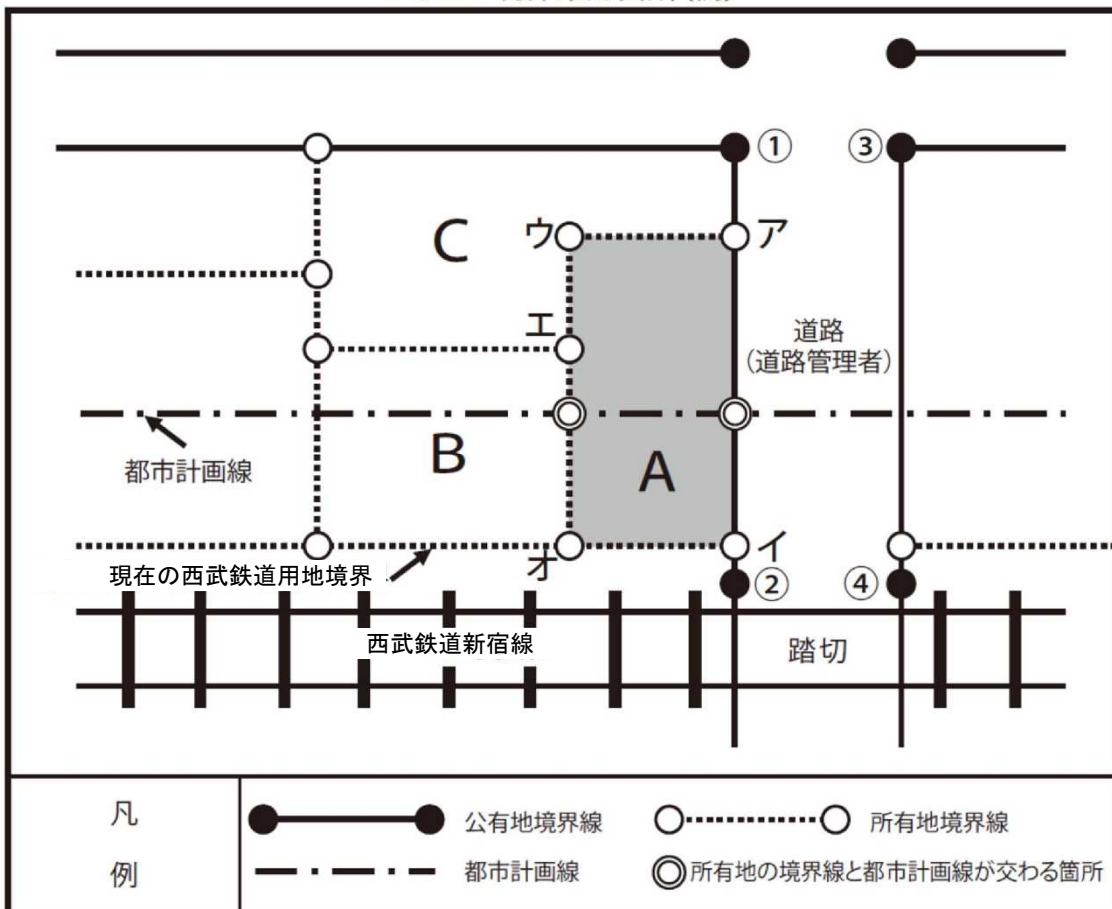 ① ③
C ウ ア
エ
道路
(道路管理者)
B A
都市計画線
オ イ
現在の西武鉄道用地境界
② ④
西武鉄道新宿線
踏切
凡
例
公有地境界線
所有地境界線
都市計画線
所有地の境界線と都市計画線が交わる箇所